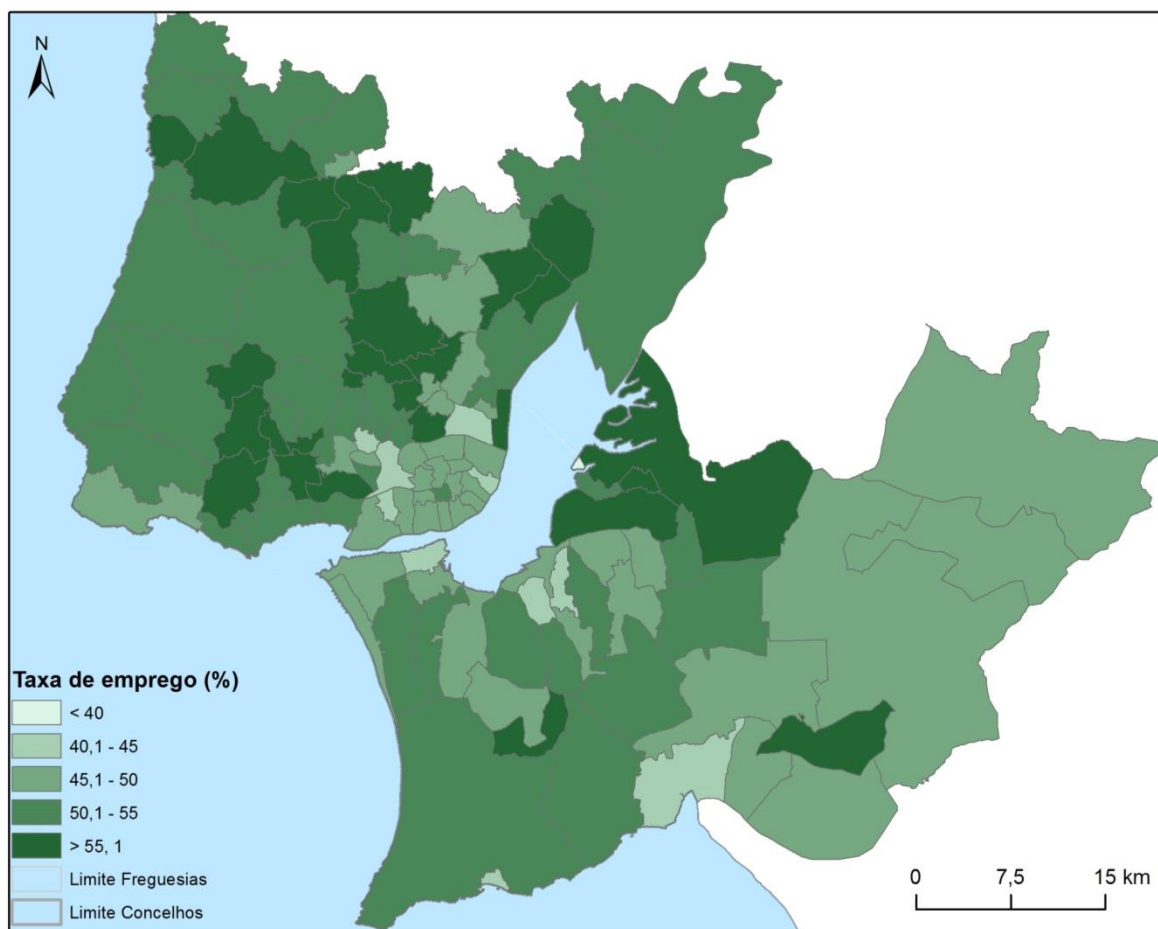 N
Taxa de emprego (%)
< 40
40,1 - 45
45,1 - 50
50,1 - 55
> 55, 1
Limite Freguesias
Limite Concelhos
0 7,5 15 km